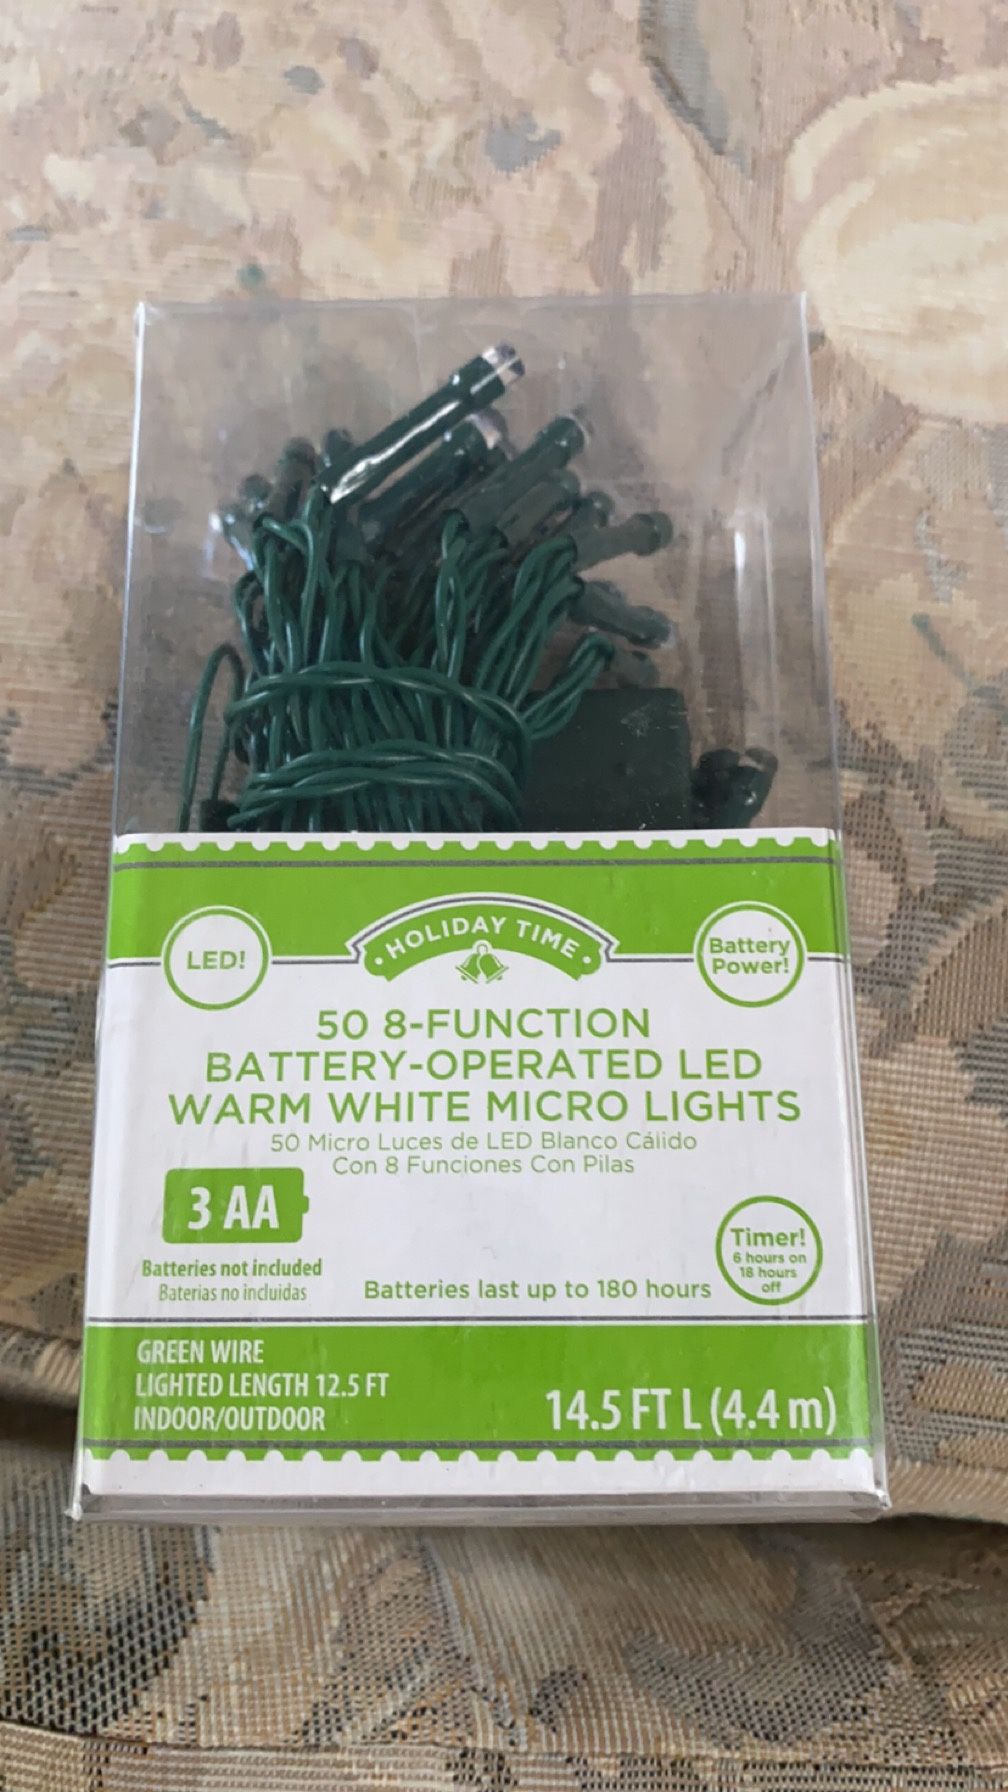 LED!
HOLIDAY TIME
Battery
Power!
50 8-FUNCTION
BATTERY-OPERATED LED
WARM WHITE MICRO LIGHTS
50 Micro Luces de LED Blanco Cálido
Con 8 Funciones Con Pilas
3 AA
Batteries not included
Baterias no incluidas
Batteries last up to 180 hours
Timer!
6 hours on
18 hours
off
GREEN WIRE
LIGHTED LENGTH 12.5 FT
INDOOR/OUTDOOR
14.5 FT L (4.4 m)